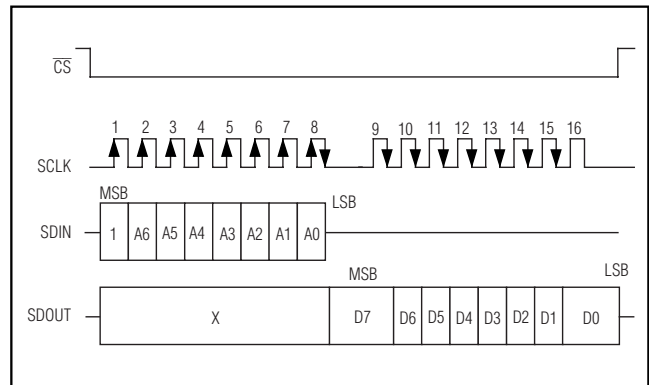 CS
1 2 3 4 5 6 7 8 9 10 11 12 13 14 15 16
SCLK
MSB LSB
SDIN 1 A6 A5 A4 A3 A2 A1 A0
MSB LSB
SDOUT X D7 D6 D5 D4 D3 D2 D1 D0